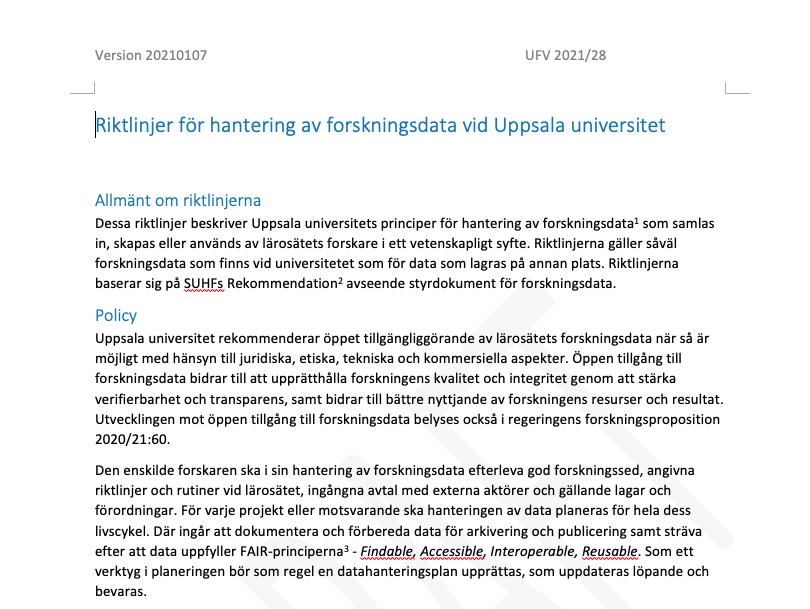 Version 20210107 UFV 2021/28
Riktlinjer för hantering av forskningsdata vid Uppsala universitet
Allmänt om riktlinjerna
Dessa riktlinjer beskriver Uppsala universitets principer för hantering av forskningsdata¹ som samlas
in, skapas eller används av lärosätets forskare i ett vetenskapligt syfte. Riktlinjerna gäller såväl
forskningsdata som finns vid universitetet som för data som lagras på annan plats. Riktlinjerna
baserar sig på SUHFs Rekommendation² avseende styrdokument för forskningsdata.
Policy
Uppsala universitet rekommenderar öppet tillgängliggörande av lärosätets forskningsdata när så är
möjligt med hänsyn till juridiska, etiska, tekniska och kommersiella aspekter. Öppen tillgång till
forskningsdata bidrar till att upprätthålla forskningens kvalitet och integritet genom att stärka
verifierbarhet och transparens, samt bidrar till bättre nyttjande av forskningens resurser och resultat.
Utvecklingen mot öppen tillgång till forskningsdata belyses också i regeringens forskningsproposition
2020/21:60.
Den enskilde forskaren ska i sin hantering av forskningsdata efterleva god forskningssed, angivna
riktlinjer och rutiner vid lärosätet, ingångna avtal med externa aktörer och gällande lagar och
förordningar. För varje projekt eller motsvarande ska hanteringen av data planeras för hela dess
livscykel. Där ingår att dokumentera och förbereda data för arkivering och publicering samt sträva
efter att data uppfyller FAIR-principerna³ - Findable, Accessible, Interoperable, Reusable. Som ett
verktyg i planeringen bör som regel en datahanteringsplan upprättas, som uppdateras löpande och
bevaras.